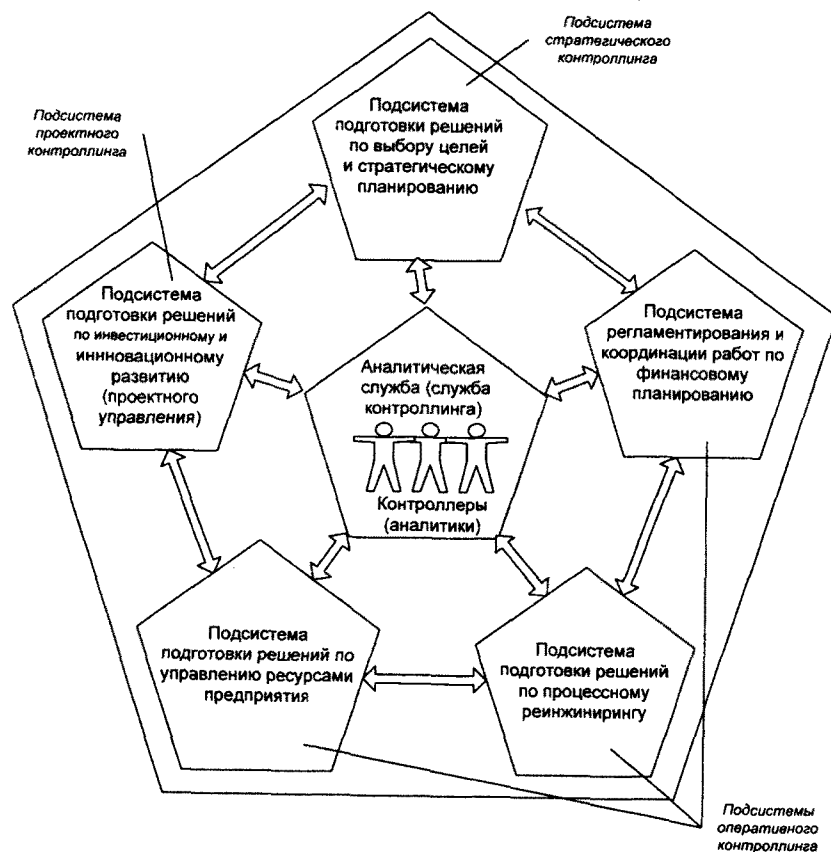 Подсистема
стратегического
контроллинга
Подсистема
проектного
контроллинга
Подсистема
подготовки решений
по выбору целей
и стратегическому
планированию
Подсистема
подготовки решений
по инвестиционному и
иннновационному
развитию
(проектного
управления)
Подсистема
регламентирования и
координации работ по
финансовому
планированию
Аналитическая
служба (служба
контроллинга)
Контроллеры
(аналитики)
Подсистема
подготовки решений по
управлению ресурсами
предприятия
Подсистема
подготовки решений
по процессному
реинжинирингу
Подсистемы
оперативного
контроллинга